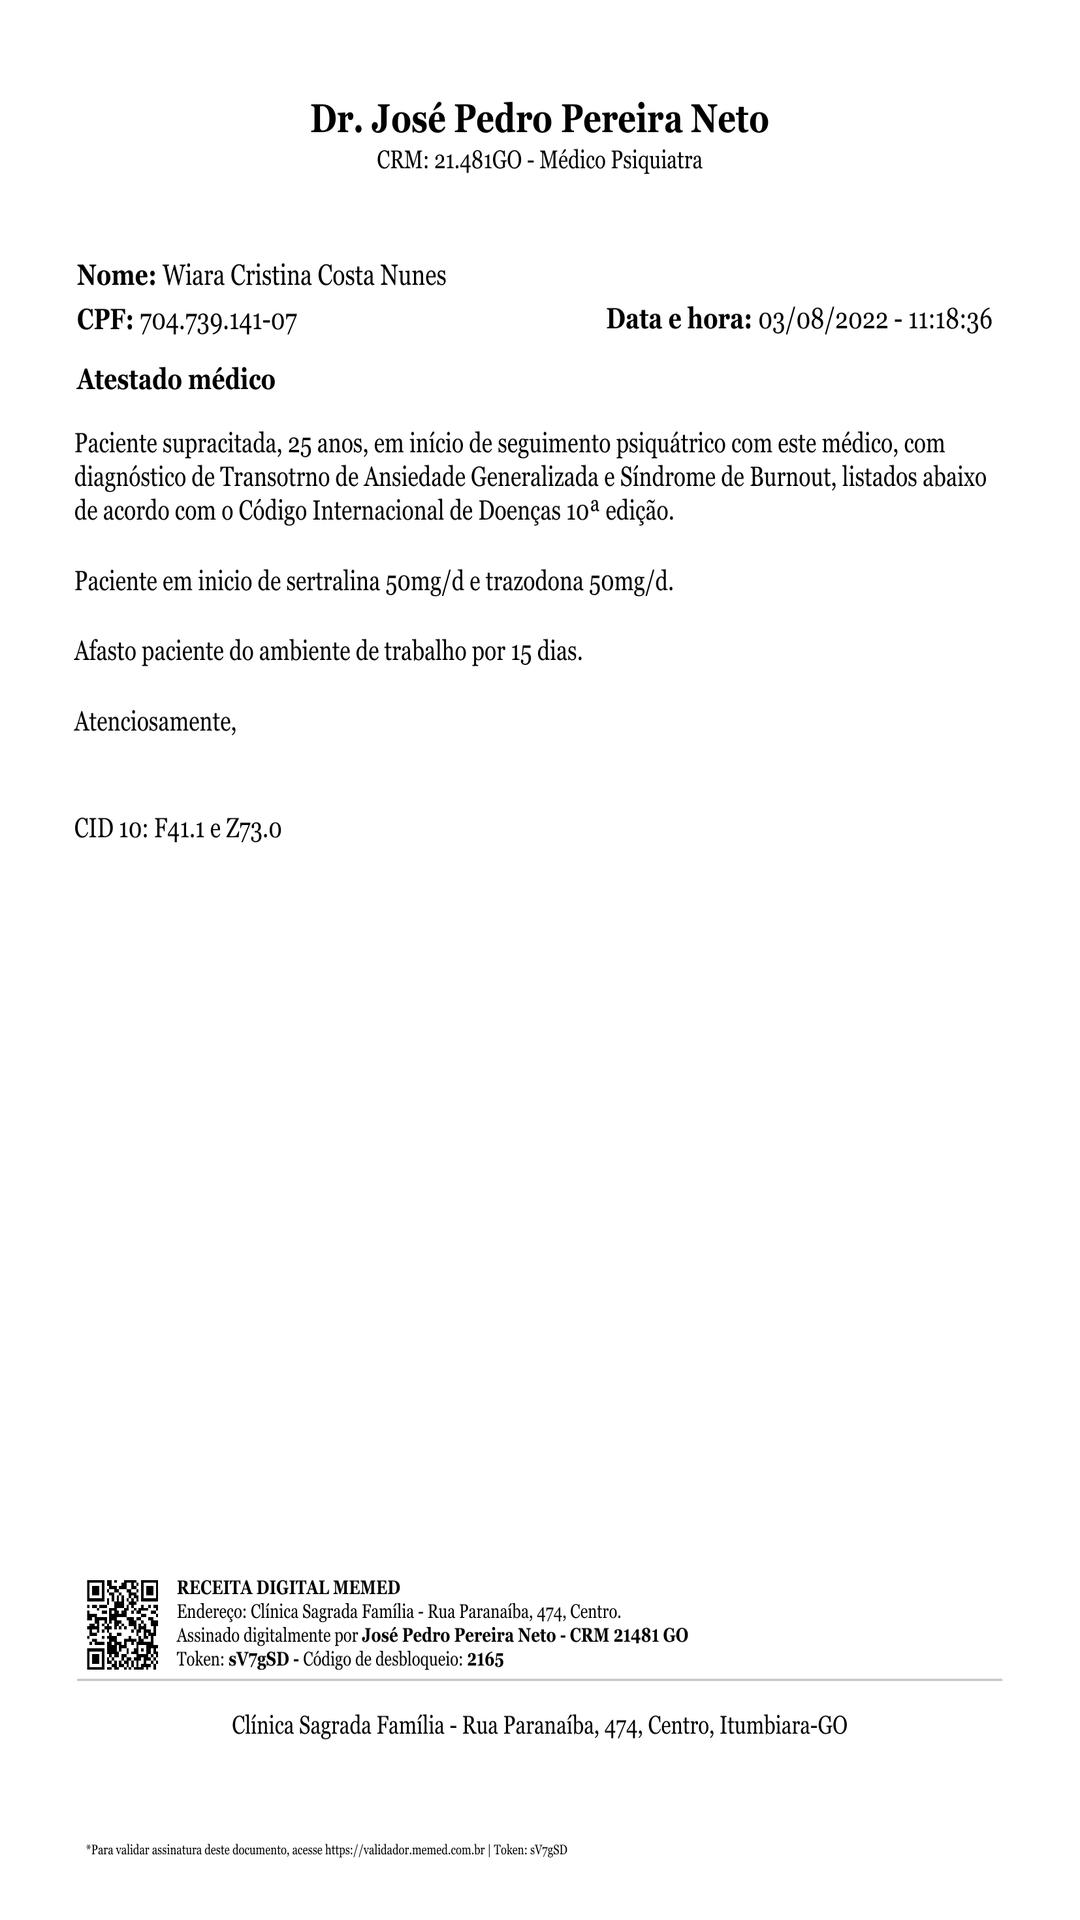 Dr. José Pedro Pereira Neto
CRM: 21.481GO - Médico Psiquiatra
Nome: Wiara Cristina Costa Nunes
CPF: 704.739.141-07
Data e hora: 03/08/2022 - 11:18:36
Atestado médico
Paciente supracitada, 25 anos, em início de seguimento psiquátrico com este médico, com
diagnóstico de Transotrno de Ansiedade Generalizada e Síndrome de Burnout, listados abaixo
de acordo com o Código Internacional de Doenças 10ª edição.
Paciente em inicio de sertralina 50mg/d e trazodona 50mg/d.
Afasto paciente do ambiente de trabalho por 15 dias.
Atenciosamente,
CID 10: F41.1 e Z73.0
RECEITA DIGITAL MEMED
Endereço: Clínica Sagrada Família - Rua Paranaíba, 474, Centro.
Assinado digitalmente por José Pedro Pereira Neto - CRM 21481 GO
Token: sV7gSD - Código de desbloqueio: 2165
Clínica Sagrada Família - Rua Paranaíba, 474, Centro, Itumbiara-GO
*Para validar assinatura deste documento, acesse https://validador.memed.com.br | Token: sV7gSD